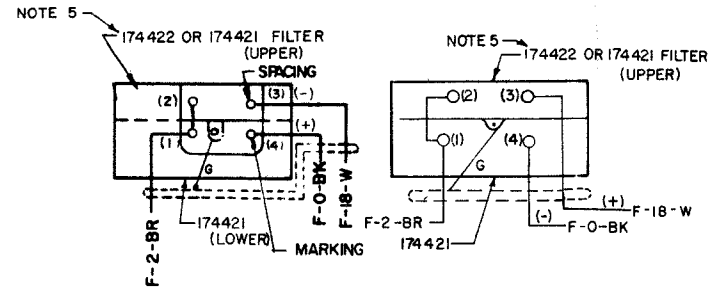 NOTE 5
174422 OR 174421 FILTER
(UPPER)
SPACING
(2)
(3) (-)
(+)
(1)
(4)
G
174421
(LOWER)
MARKING
F-2-BR
F-0-BK
F-18-W
NOTE 5
174422 OR 174421 FILTER
(UPPER)
(2)
(3)
(1)
(4)
G
F-2-BR
174421
(+)
F-18-W
(-)
F-0-BK